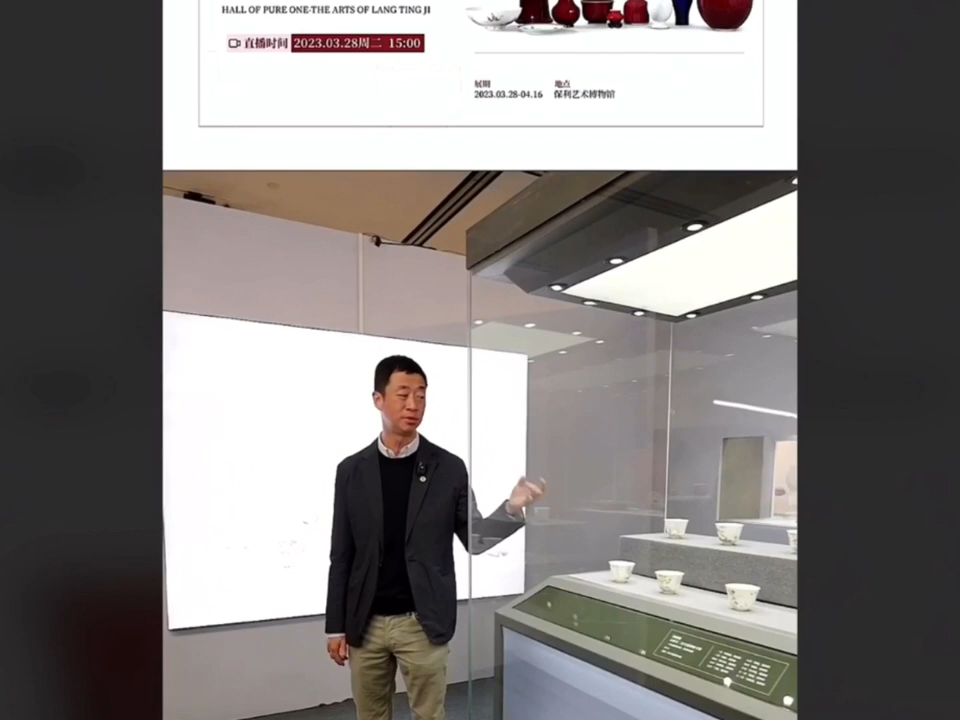 HALL OF PURE ONE-THE ARTS OF LANG TING JI
直播时间 2023.03.28周二 15:00
展期 地点
2023.03.28-04.16 保利艺术博物馆